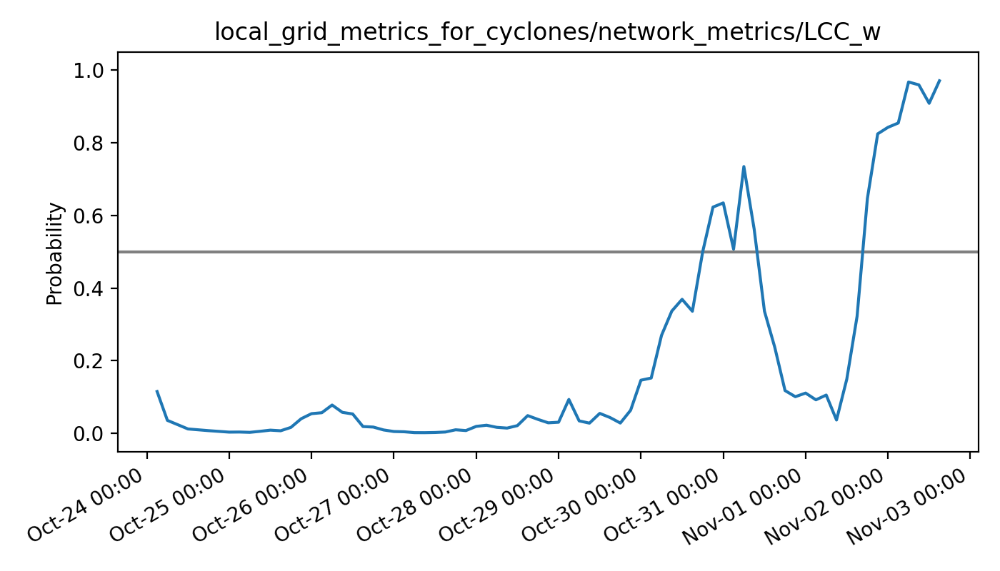 local_grid_metrics_for_cyclones/network_metrics/LCC_w
Probability
1.0
0.8
0.6
0.4
0.2
0.0
Oct-24 00:00
Oct-25 00:00
Oct-26 00:00
Oct-27 00:00
Oct-28 00:00
Oct-29 00:00
Oct-30 00:00
Oct-31 00:00
Nov-01 00:00
Nov-02 00:00
Nov-03 00:00